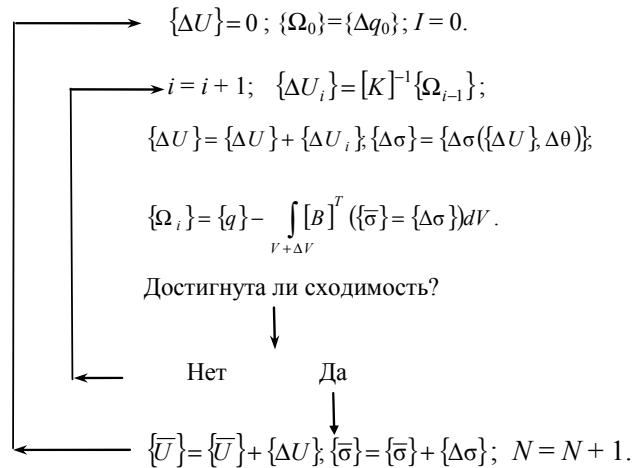 {ΔU}=0 ; {Ω₀}={Δq₀}; I = 0.
i = i + 1; {ΔUᵢ}=[K]⁻¹{Ωᵢ₋₁};
{ΔU}={ΔU}+{ΔUᵢ}; {Δσ}={Δσ({ΔU}, Δθ)};
{Ωᵢ}={q}− ∫_{V+ΔV} [B]ᵀ ({σ̅}={Δσ})dV.
Достигнута ли сходимость?
Нет Да
{U̅}={U̅}+{ΔU}; {σ̅}={σ̅}+{Δσ}; N = N + 1.